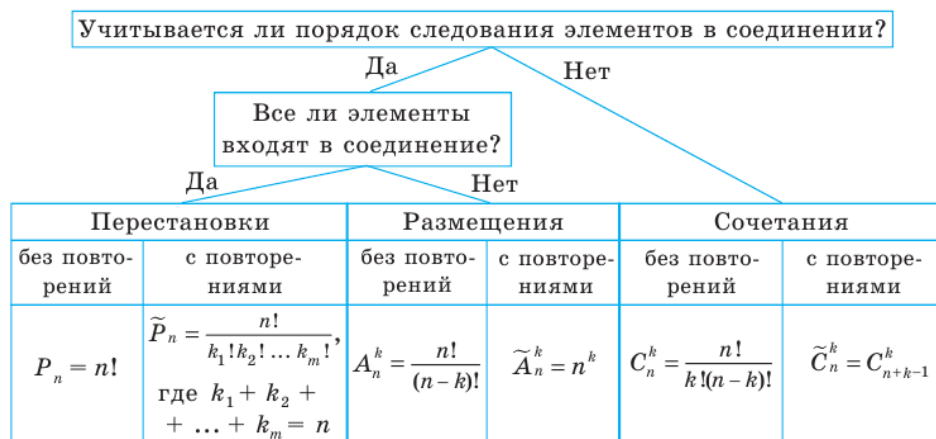 Учитывается ли порядок следования элементов в соединении?
Да Нет
Все ли элементы
входят в соединение?
Да Нет
Перестановки Размещения Сочетания
без повто-
рений
с повторе-
ниями
без повто-
рений
с повторе-
ниями
без повто-
рений
с повторе-
ниями
P_n = n!
P̃_n = n!/(k_1! k_2! ... k_m!),
где k_1 + k_2 +
+ ... + k_m = n
A_n^k = n!/(n − k)!
Ã_n^k = n^k
C_n^k = n!/(k!(n − k)!)
C̃_n^k = C_{n+k−1}^k